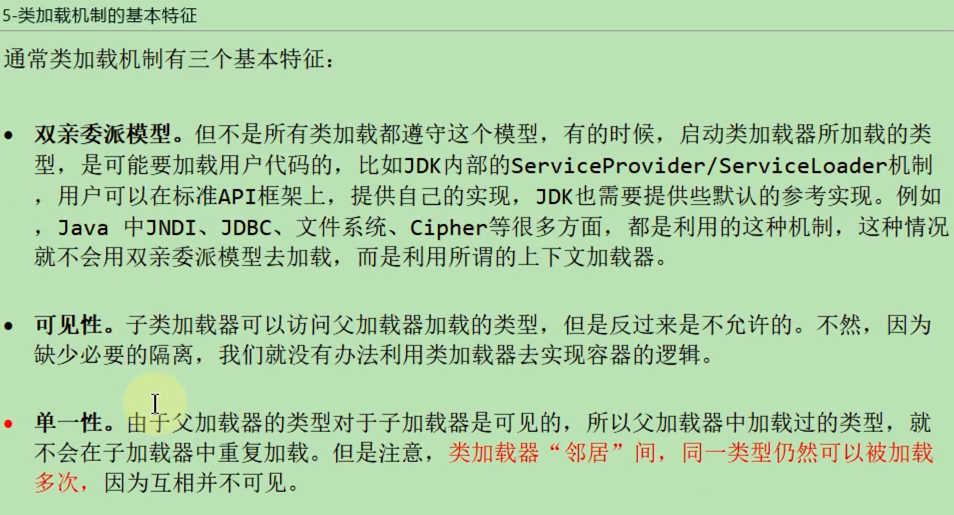 5-类加载机制的基本特征
通常类加载机制有三个基本特征：
• 双亲委派模型。但不是所有类加载都遵守这个模型，有的时候，启动类加载器所加载的类
型，是可能要加载用户代码的，比如JDK内部的ServiceProvider/ServiceLoader机制
，用户可以在标准API框架上，提供自己的实现，JDK也需要提供些默认的参考实现。例如
，Java 中JNDI、JDBC、文件系统、Cipher等很多方面，都是利用的这种机制，这种情况
就不会用双亲委派模型去加载，而是利用所谓的上下文加载器。
• 可见性。子类加载器可以访问父加载器加载的类型，但是反过来是不允许的。不然，因为
缺少必要的隔离，我们就没有办法利用类加载器去实现容器的逻辑。
• 单一性。由于父加载器的类型对于子加载器是可见的，所以父加载器中加载过的类型，就
不会在子加载器中重复加载。但是注意，类加载器“邻居”间，同一类型仍然可以被加载
多次，因为互相并不可见。